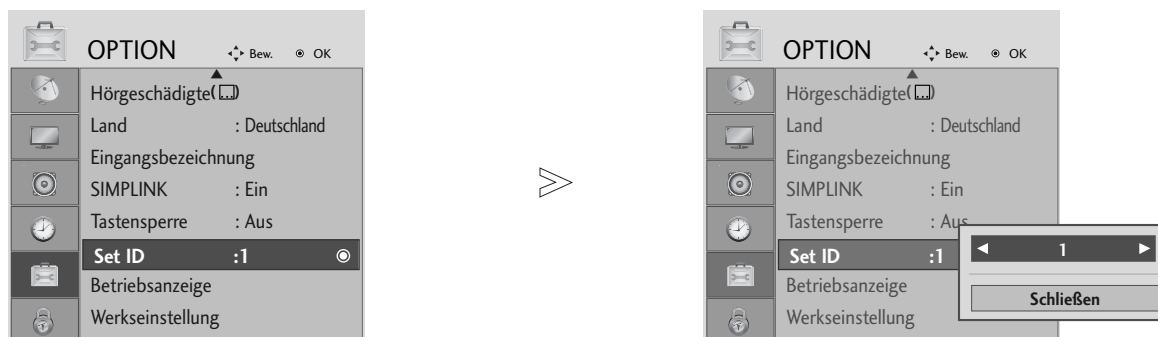 OPTION Bew. OK
Hörgeschädigte( )
Land : Deutschland
Eingangsbezeichnung
SIMPLINK : Ein
Tastensperre : Aus
Set ID :1
Betriebsanzeige
Werkseinstellung
OPTION Bew. OK
Hörgeschädigte( )
Land : Deutschland
Eingangsbezeichnung
SIMPLINK : Ein
Tastensperre : Aus
Set ID :1
Betriebsanzeige
Werkseinstellung
◄ 1 ►
Schließen